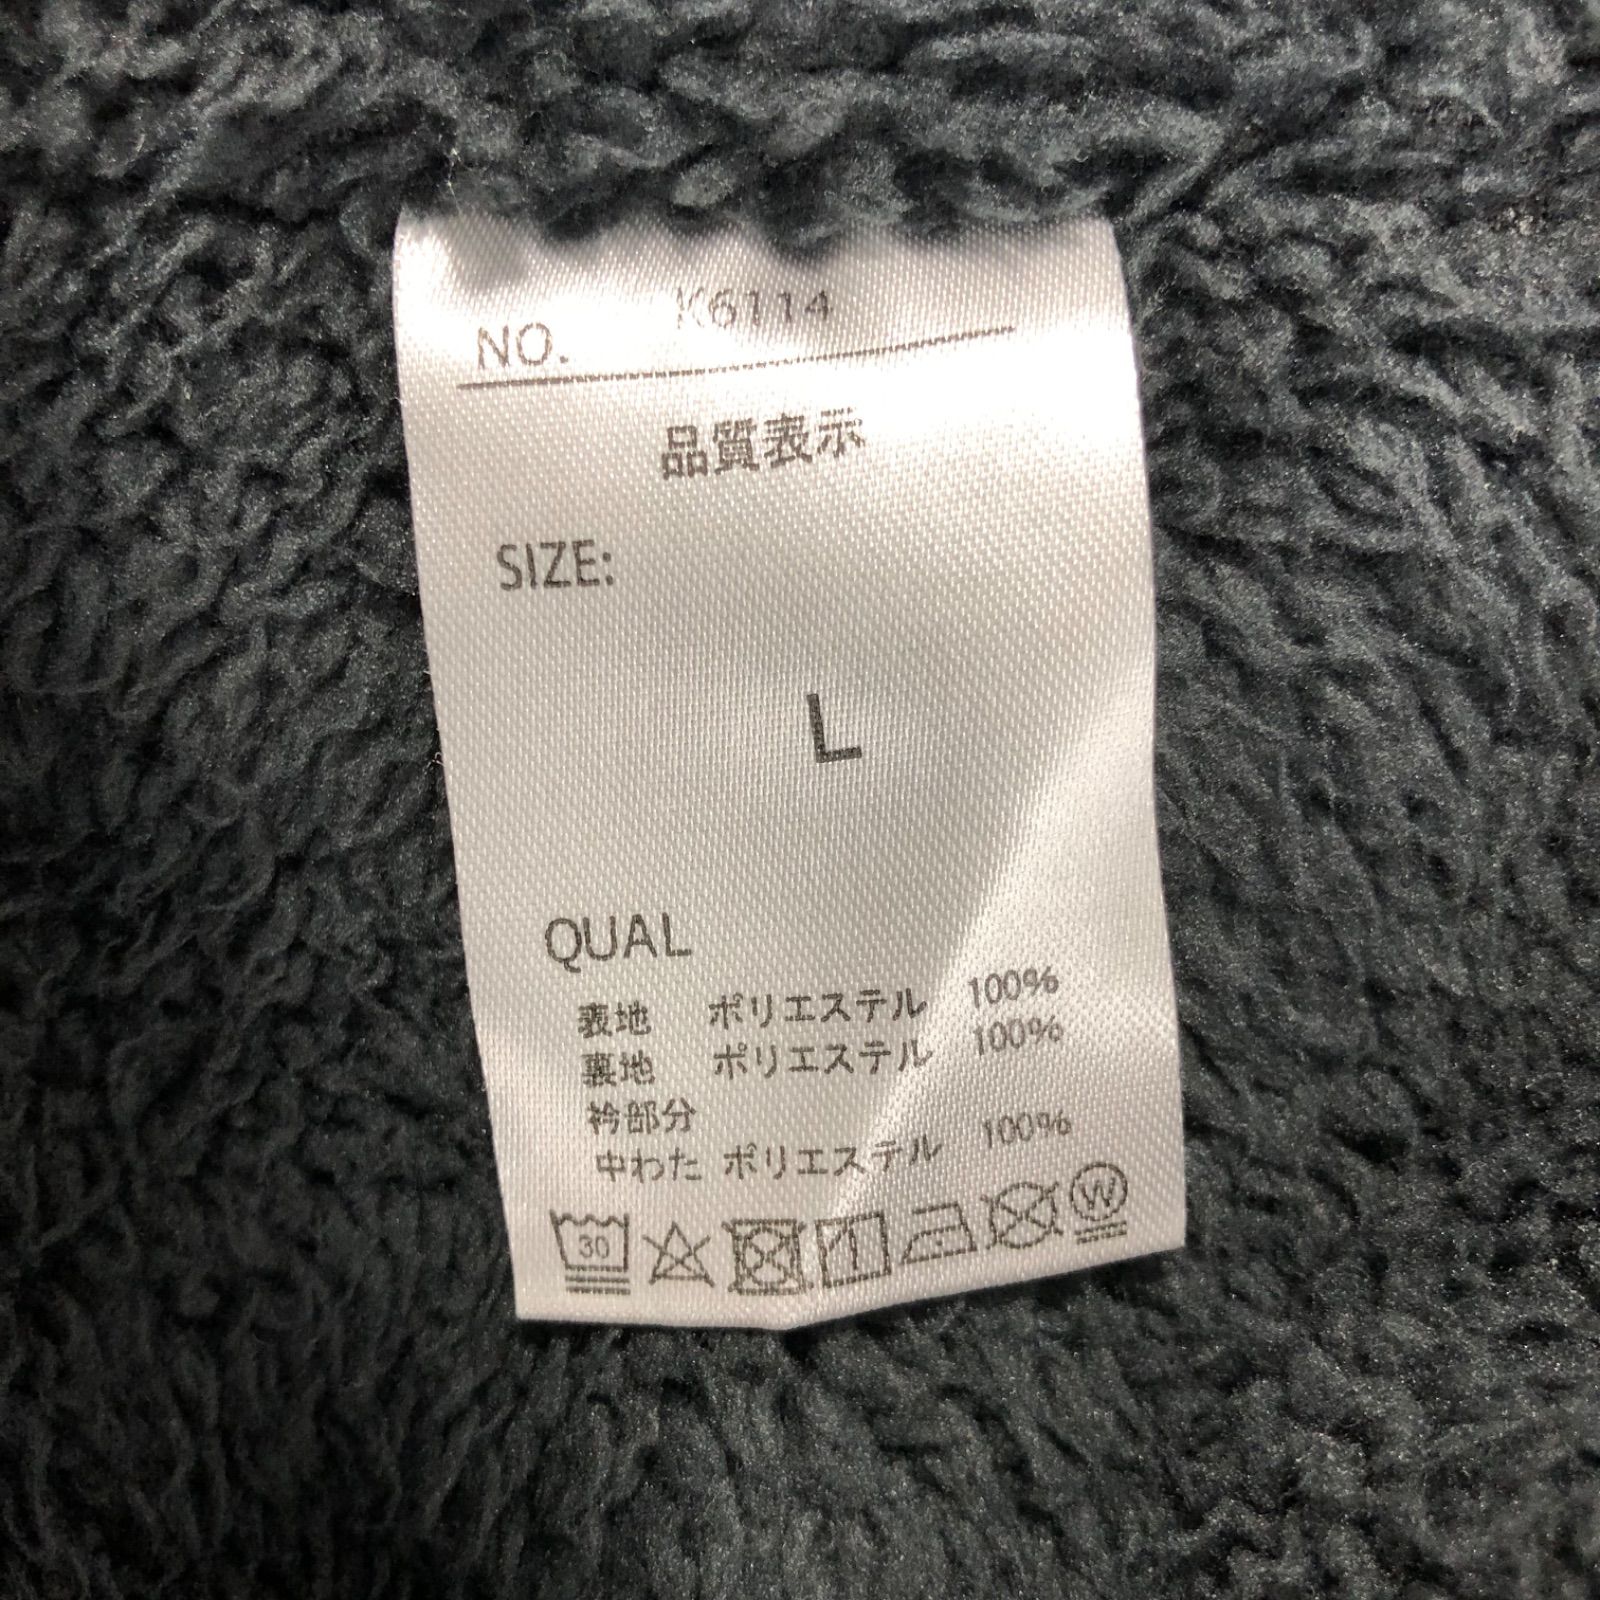 NO. K6114
品質表示
SIZE:
L
QUAL
表地 ポリエステル 100%
裏地 ポリエステル 100%
衿部分
中わた ポリエステル 100%
30 W